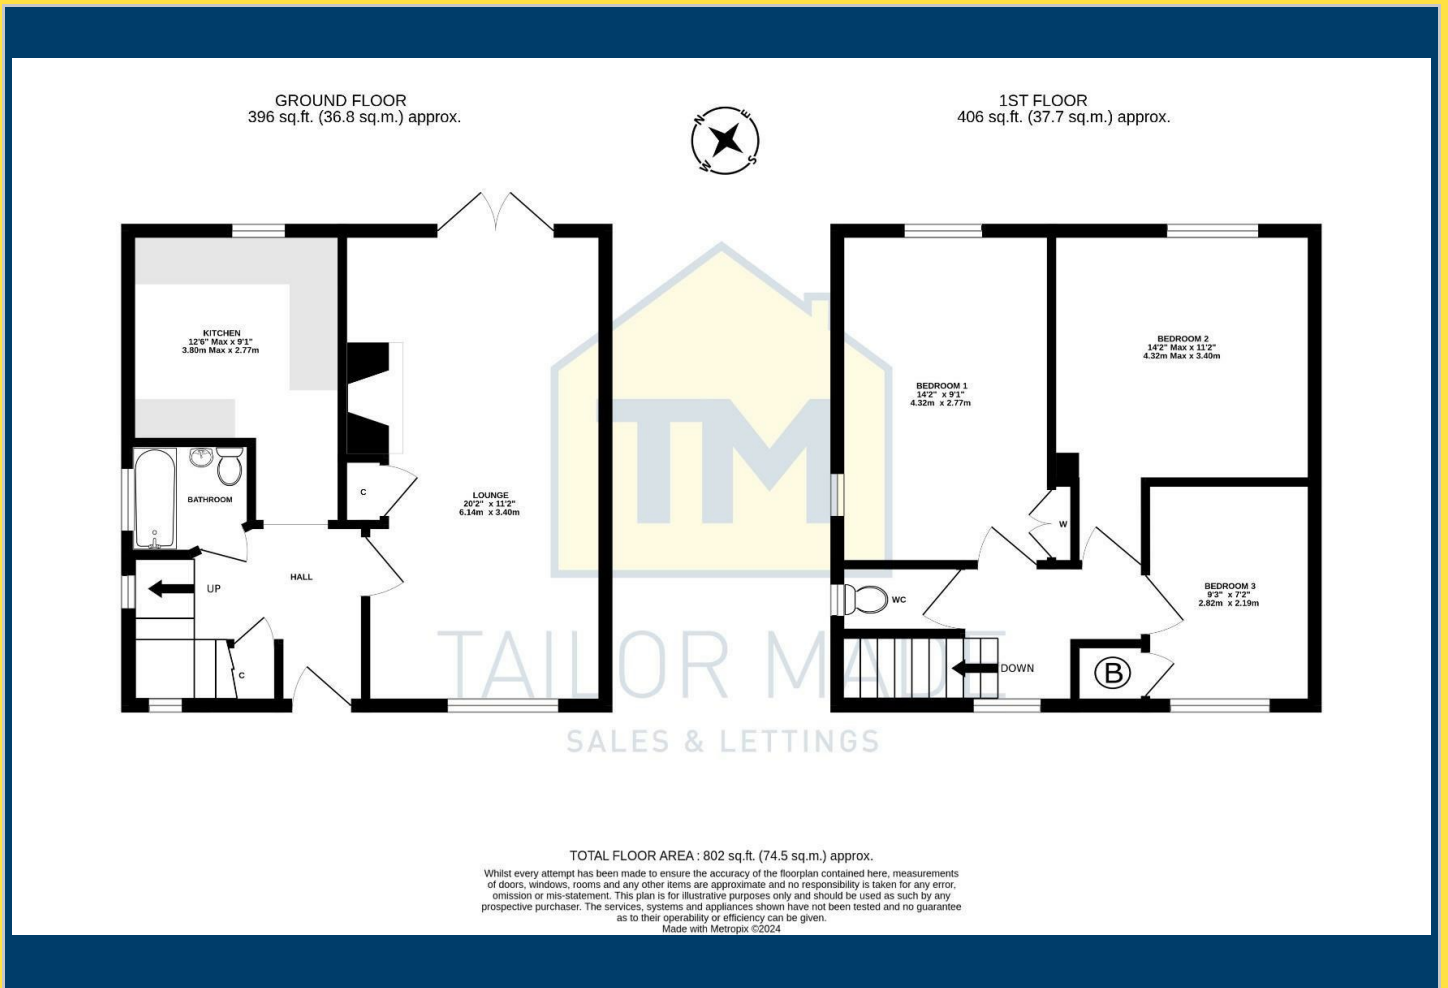 GROUND FLOOR
396 sq.ft. (36.8 sq.m.) approx.
1ST FLOOR
406 sq.ft. (37.7 sq.m.) approx.
N
E
S
W
KITCHEN
12'6" Max x 9'1"
3.80m Max x 2.77m
BATHROOM
C
LOUNGE
20'2" x 11'2"
6.14m x 3.40m
HALL
UP
C
BEDROOM 1
14'2" x 9'1"
4.32m x 2.77m
BEDROOM 2
14'2" Max x 11'2"
4.32m Max x 3.40m
W
WC
BEDROOM 3
9'3" x 7'2"
2.82m x 2.19m
DOWN
B
TM
TAILOR MADE
SALES & LETTINGS
TOTAL FLOOR AREA : 802 sq.ft. (74.5 sq.m.) approx.
Whilst every attempt has been made to ensure the accuracy of the floorplan contained here, measurements
of doors, windows, rooms and any other items are approximate and no responsibility is taken for any error,
omission or mis-statement. This plan is for illustrative purposes only and should be used as such by any
prospective purchaser. The services, systems and appliances shown have not been tested and no guarantee
as to their operability or efficiency can be given.
Made with Metropix ©2024